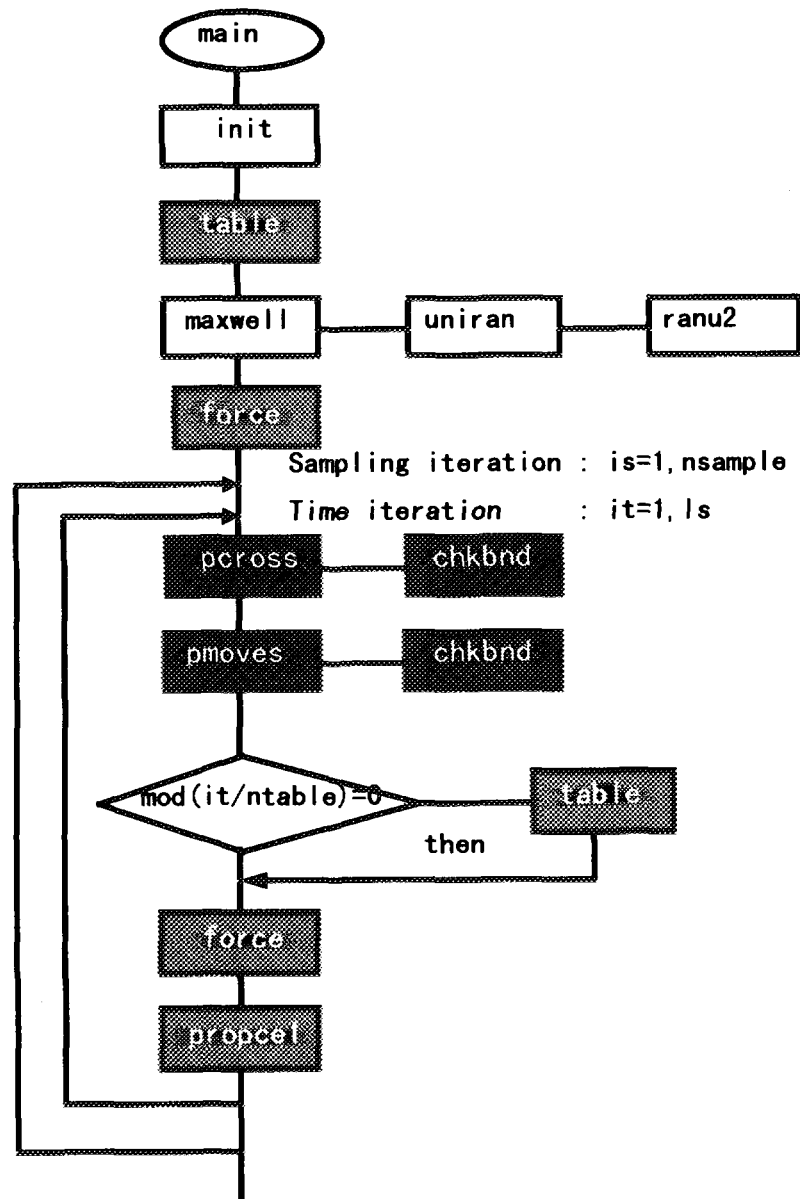 main
init
table
maxwell uniran ranu2
force
Sampling iteration : is=1,nsample
Time iteration : it=1,ls
pcross chkbnd
pmoves chkbnd
mod(it/ntable)=0 table
then
force
propcel